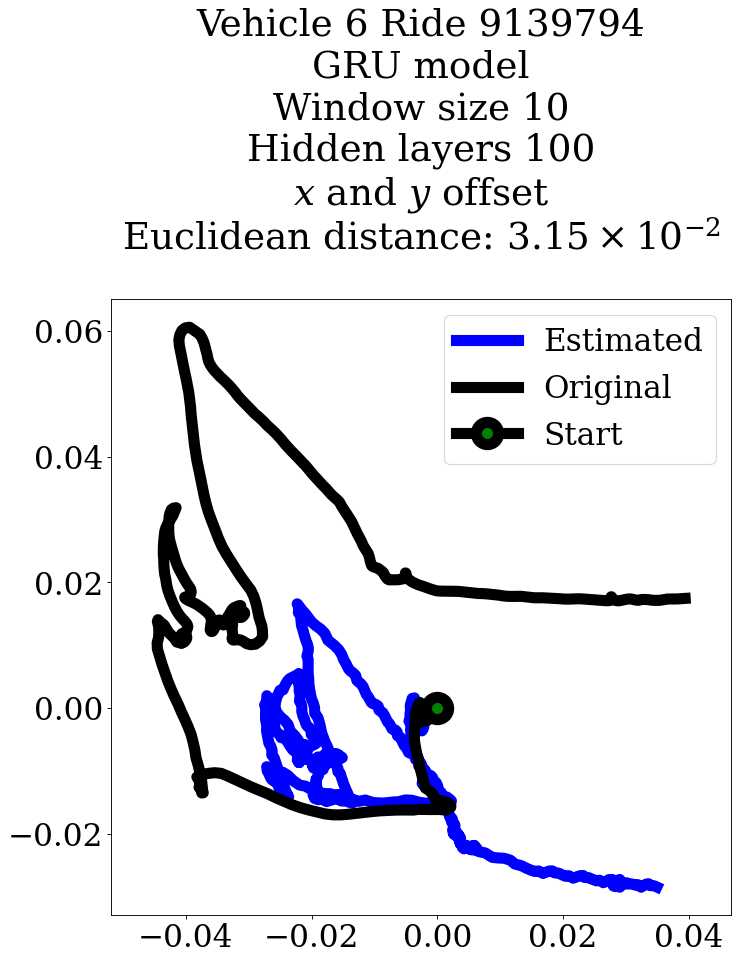 Vehicle 6 Ride 9139794
GRU model
Window size 10
Hidden layers 100
x and y offset
Euclidean distance: 3.15 × 10⁻²
Estimated
Original
Start
0.06
0.04
0.02
0.00
−0.02
−0.04 −0.02 0.00 0.02 0.04